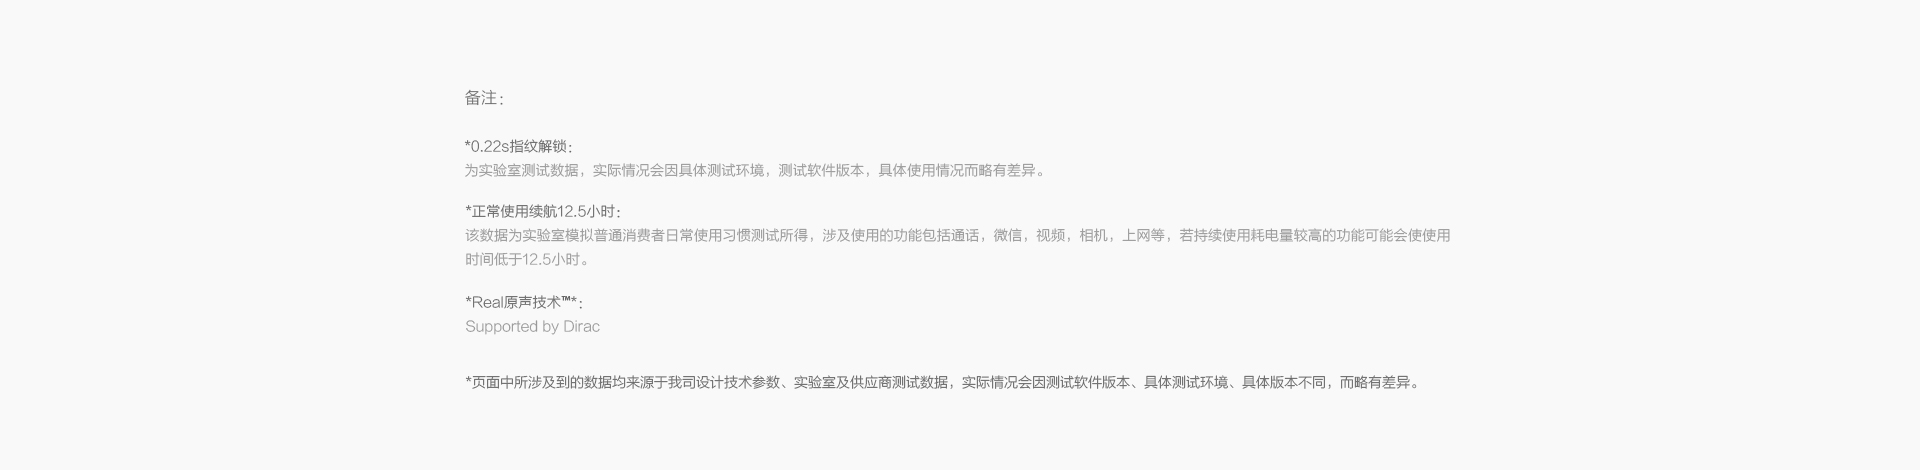 备注：
*0.22s指纹解锁：
为实验室测试数据，实际情况会因具体测试环境，测试软件版本，具体使用情况而略有差异。
*正常使用续航12.5小时：
该数据为实验室模拟普通消费者日常使用习惯测试所得，涉及使用的功能包括通话，微信，视频，相机，上网等，若持续使用耗电量较高的功能可能会使使用
时间低于12.5小时。
*Real原声技术™*：
Supported by Dirac
*页面中所涉及到的数据均来源于我司设计技术参数、实验室及供应商测试数据，实际情况会因测试软件版本、具体测试环境、具体版本不同，而略有差异。